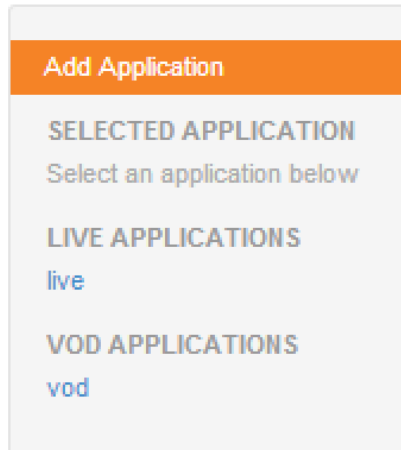 Add Application
SELECTED APPLICATION
Select an application below
LIVE APPLICATIONS
live
VOD APPLICATIONS
vod